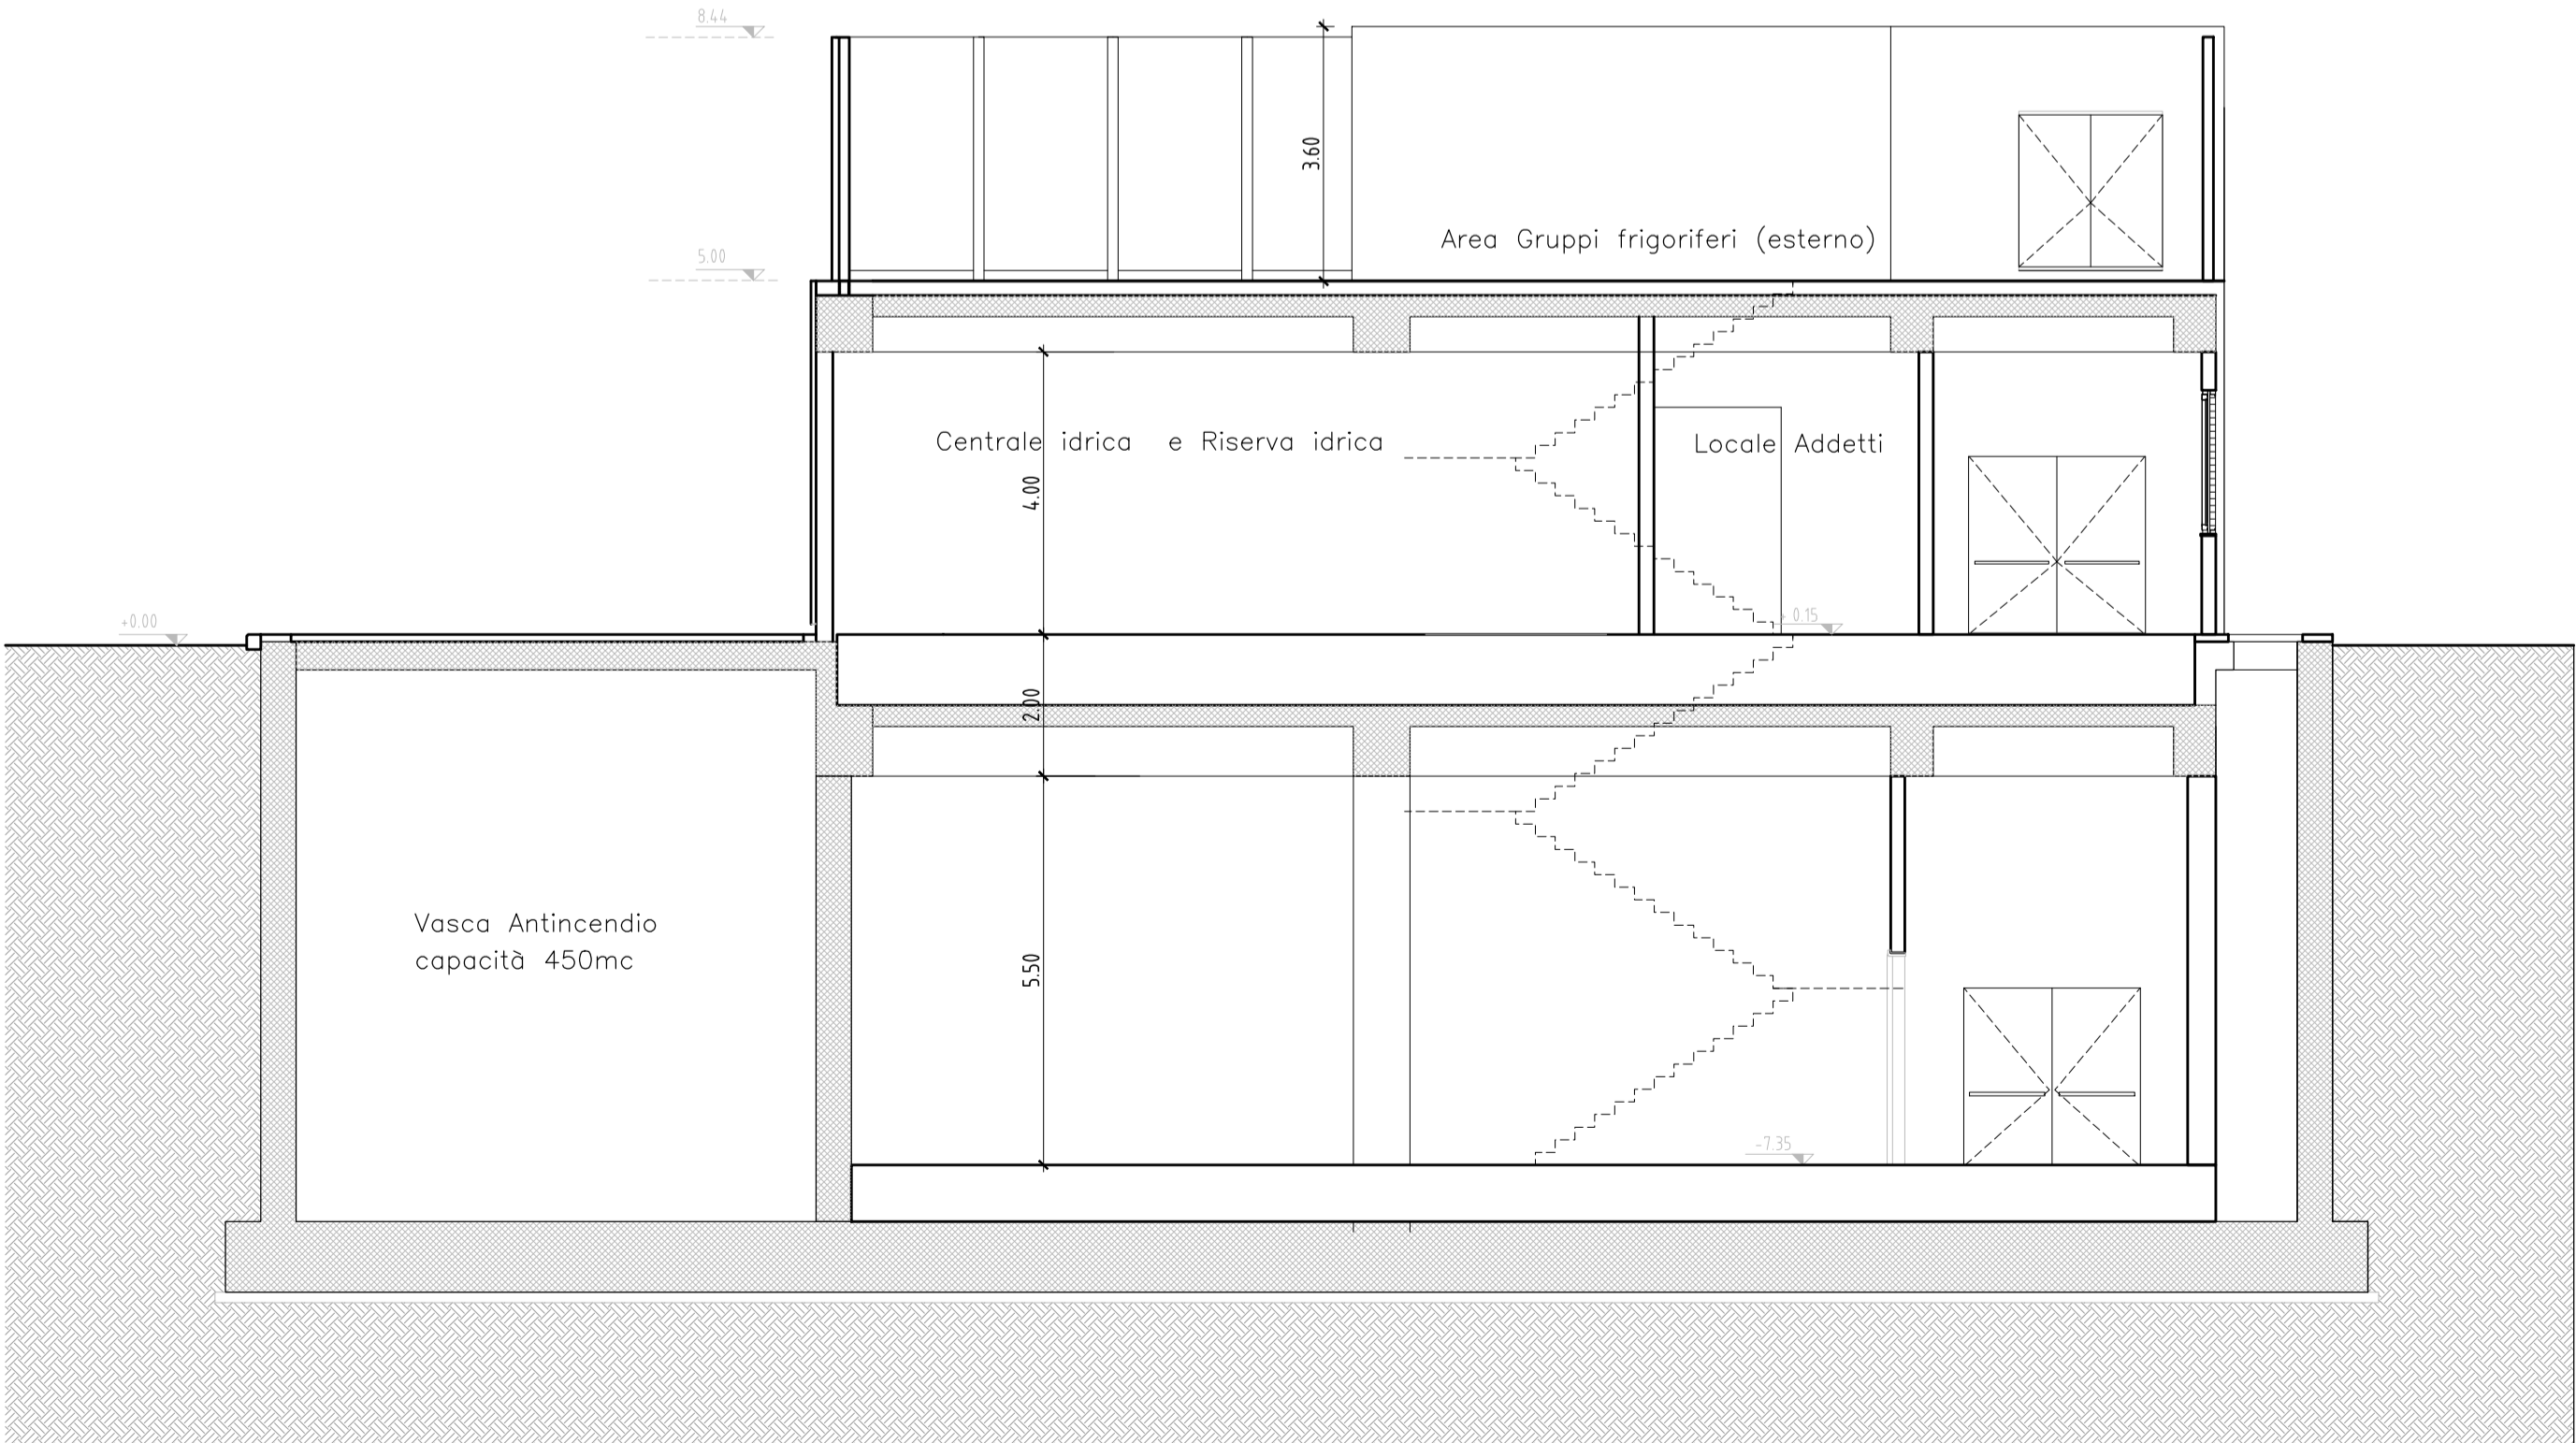 8.44
3.60
Area Gruppi frigoriferi (esterno)
5.00
Centrale idrica e Riserva idrica
Locale Addetti
4.00
+0.00
+ 0.15
2.00
Vasca Antincendio
capacità 450mc
5.50
-7.35